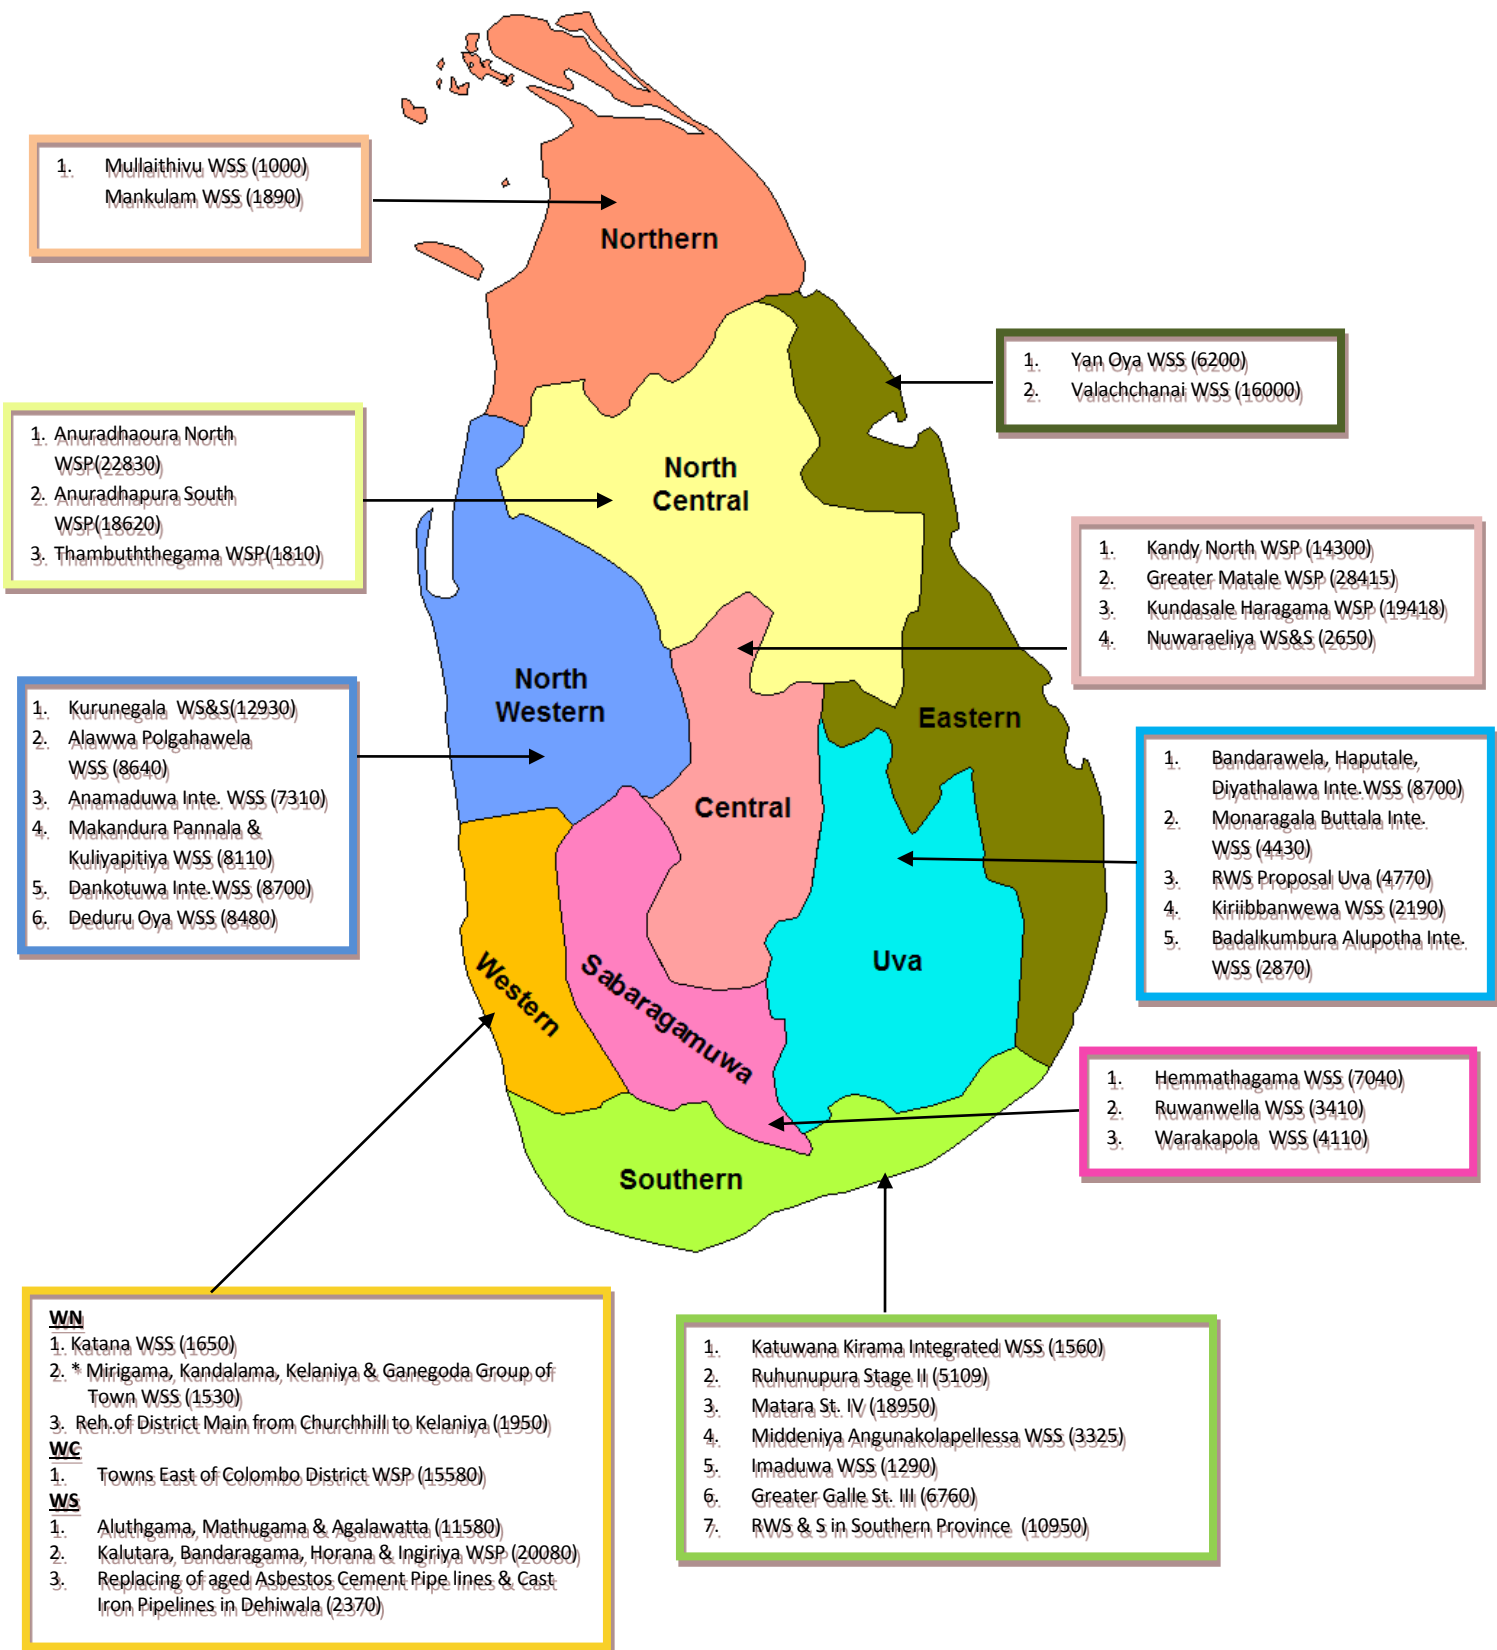 1. Mullaithivu WSS (1000)
Mankulam WSS (1890)
Northern
1. Yan Oya WSS (6200)
2. Valachchanai WSS (16000)
1. Anuradhaoura North
WSP(22830)
2. Anuradhapura South
WSP(18620)
3. Thambuththegama WSP(1810)
North
Central
1. Kandy North WSP (14300)
2. Greater Matale WSP (28415)
3. Kundasale Haragama WSP (19418)
4. Nuwaraeliya WS&S (2650)
North
Western
Eastern
1. Kurunegala WS&S(12930)
2. Alawwa Polgahawela
WSS (8640)
3. Anamaduwa Inte. WSS (7310)
4. Makandura Pannala &
Kuliyapitiya WSS (8110)
5. Dankotuwa Inte.WSS (8700)
6. Deduru Oya WSS (8480)
Central
1. Bandarawela, Haputale,
Diyathalawa Inte.WSS (8700)
2. Monaragala Buttala Inte.
WSS (4430)
3. RWS Proposal Uva (4770)
4. Kiriibbanwewa WSS (2190)
5. Badalkumbura Alupotha Inte.
WSS (2870)
Western
Sabaragamuwa
Uva
1. Hemmathagama WSS (7040)
2. Ruwanwella WSS (3410)
3. Warakapola WSS (4110)
Southern
WN
1. Katana WSS (1650)
2. * Mirigama, Kandalama, Kelaniya & Ganegoda Group of
Town WSS (1530)
3. Reh.of District Main from Churchhill to Kelaniya (1950)
WC
1. Towns East of Colombo District WSP (15580)
WS
1. Aluthgama, Mathugama & Agalawatta (11580)
2. Kalutara, Bandaragama, Horana & Ingiriya WSP (20080)
3. Replacing of aged Asbestos Cement Pipe lines & Cast
Iron Pipelines in Dehiwala (2370)
1. Katuwana Kirama Integrated WSS (1560)
2. Ruhunupura Stage II (5109)
3. Matara St. IV (18950)
4. Middeniya Angunakolapellessa WSS (3325)
5. Imaduwa WSS (1290)
6. Greater Galle St. III (6760)
7. RWS & S in Southern Province (10950)